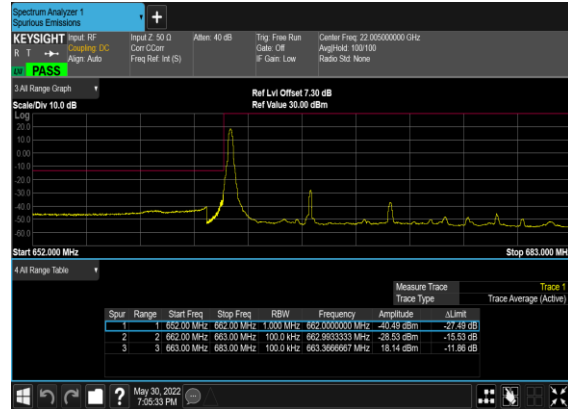 Spectrum Analyzer 1
Spurious Emissions
+
KEYSIGHT Input: RF Input Z: 50 Ω Atten: 40 dB Trig: Free Run Center Freq: 22.005000000 GHz
R T Coupling: DC Corr CCorr Gate: Off Avg|Hold: 100/100
Align: Auto Freq Ref: Int (S) IF Gain: Low Radio Std: None
PASS
3 All Range Graph
Ref Lvl Offset 7.30 dB
Scale/Div 10.0 dB Ref Value 30.00 dBm
Log
20.0
10.0
0.00
-10.0
-20.0
-30.0
-40.0
-50.0
-60.0
Start 652.000 MHz Stop 683.000 MH
4 All Range Table
Measure Trace Trace 1
Trace Type Trace Average (Active)
Spur Range Start Freq Stop Freq RBW Frequency Amplitude ΔLimit
1 1 652.00 MHz 662.00 MHz 1.000 MHz 662.0000000 MHz -40.49 dBm -27.49 dB
2 2 662.00 MHz 663.00 MHz 100.0 kHz 662.9933333 MHz -28.53 dBm -15.53 dB
3 3 663.00 MHz 683.00 MHz 100.0 kHz 663.3666667 MHz 18.14 dBm -11.86 dB
? May 30, 2022
7:05:33 PM